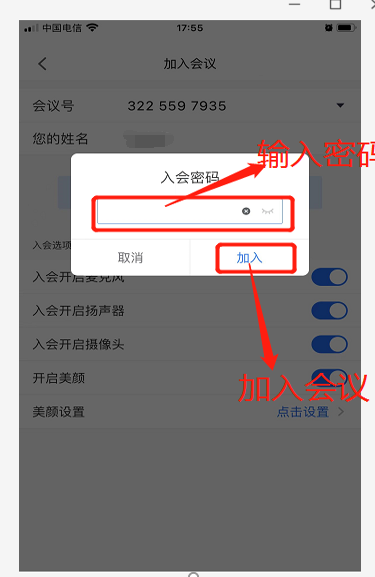 中国电信 17:55
加入会议
会议号 322 559 7935
您的姓名
输入密码
入会密码
取消 加入
入会选项
入会开启麦克风
入会开启扬声器
入会开启摄像头
开启美颜
加入会议
美颜设置 点击设置